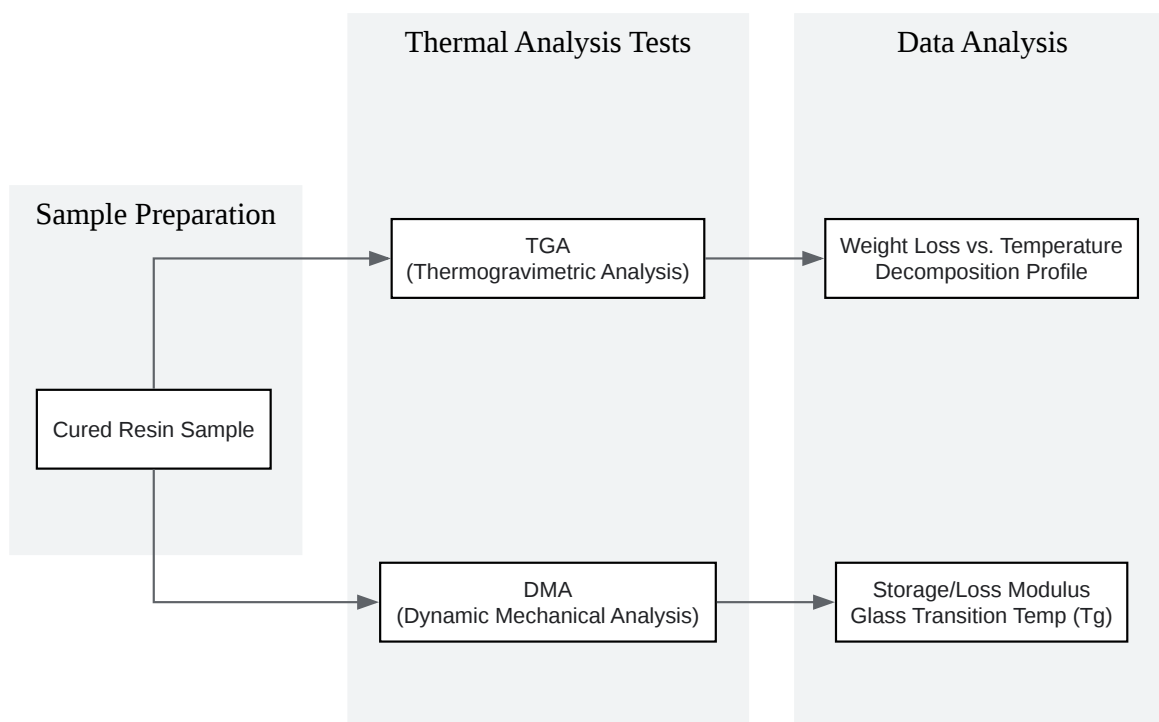 Sample Preparation
Cured Resin Sample
Thermal Analysis Tests
TGA
(Thermogravimetric Analysis)
DMA
(Dynamic Mechanical Analysis)
Data Analysis
Weight Loss vs. Temperature
Decomposition Profile
Storage/Loss Modulus
Glass Transition Temp (Tg)